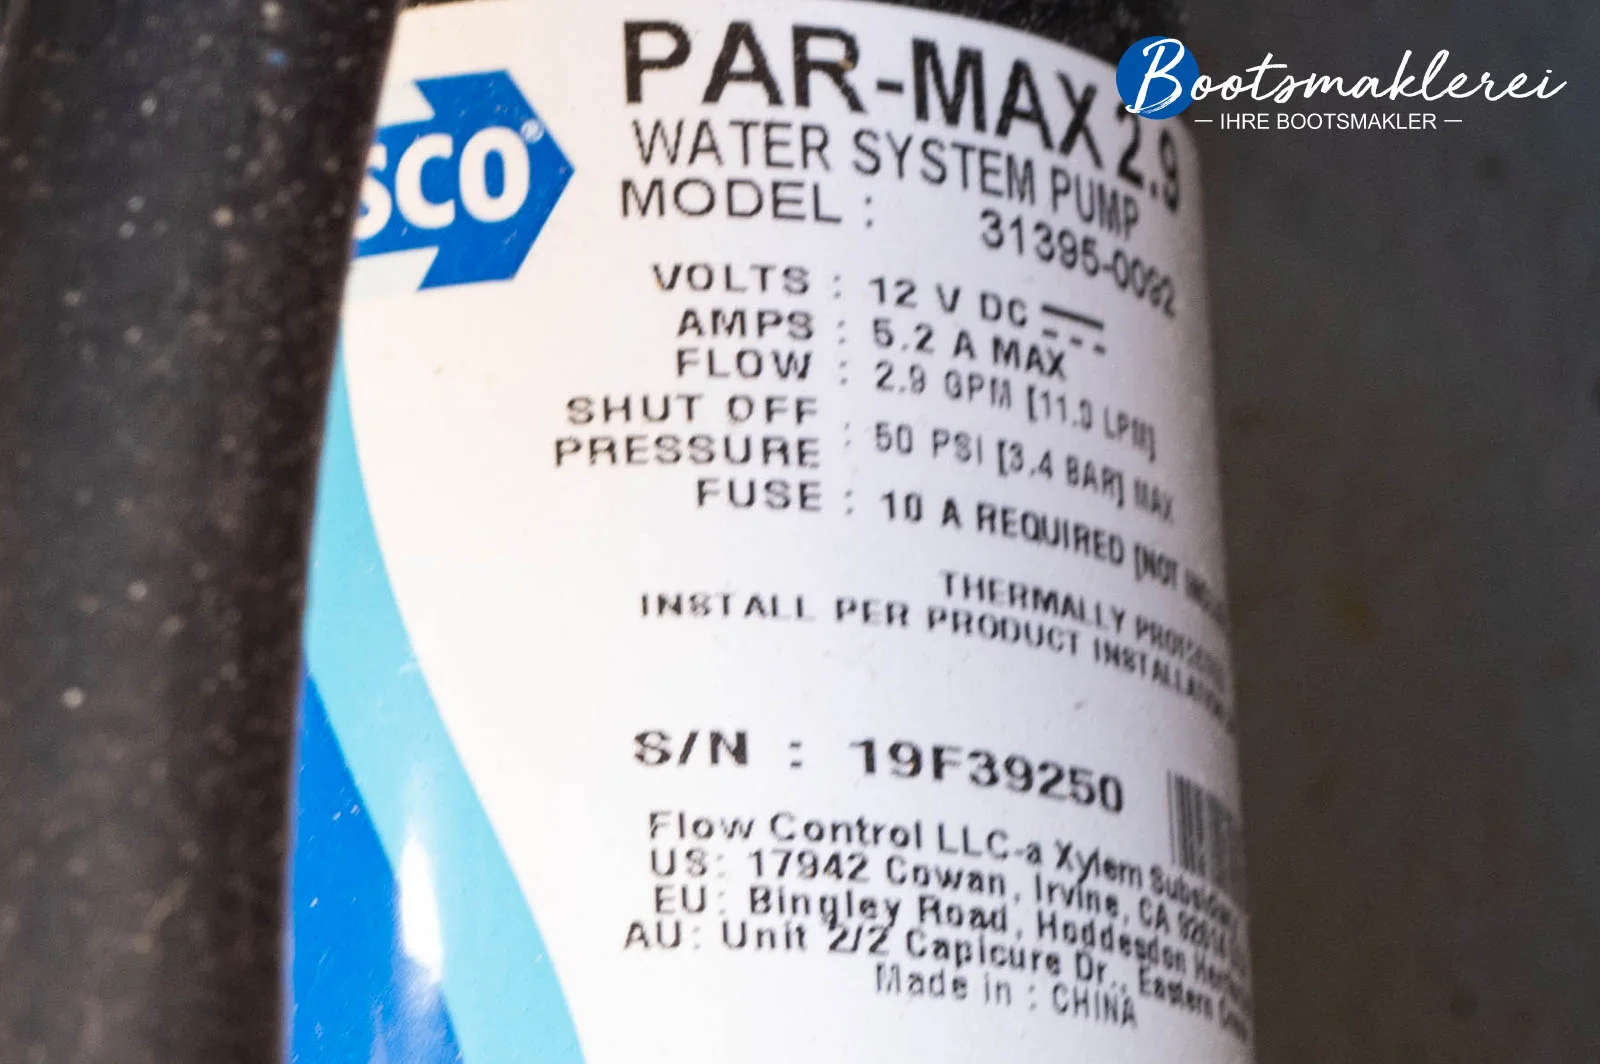 Bootsmaklerei
IHRE BOOTSMAKLER
SCO®
PAR-MAX 2.9
WATER SYSTEM PUMP
MODEL : 31395-0092
VOLTS : 12 V DC
AMPS : 5.2 A MAX
FLOW : 2.9 GPM [11.0 LPM]
SHUT OFF
PRESSURE : 50 PSI [3.4 BAR] MAX
FUSE : 10 A REQUIRED [NOT
THERMALLY
INSTALL PER PRODUCT INSTALLATION
S/N : 19F39250
Flow Control LLC-a Xylem
US: 17942 Cowan, Irvine, CA
EU: Bingley Road, Hoddesdon
AU: Unit 2/2 Capicure Dr., Eastern
Made in : CHINA